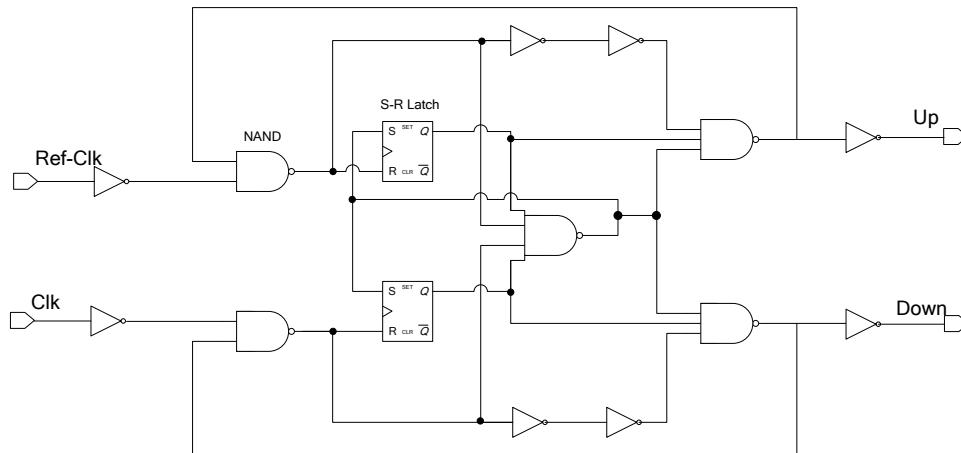 S-R Latch
NAND
S SET Q
R CLR Q
Up
Ref-Clk
Clk
S SET Q
R CLR Q
Down